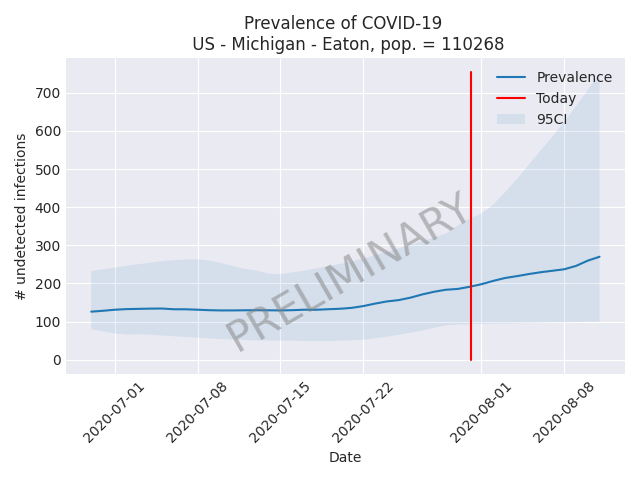 Prevalence of COVID-19
US - Michigan - Eaton, pop. = 110268
Prevalence
Today
95CI
700
600
500
400
300
200
100
0
# undetected infections
PRELIMINARY
2020-07-01
2020-07-08
2020-07-15
2020-07-22
2020-08-01
2020-08-08
Date